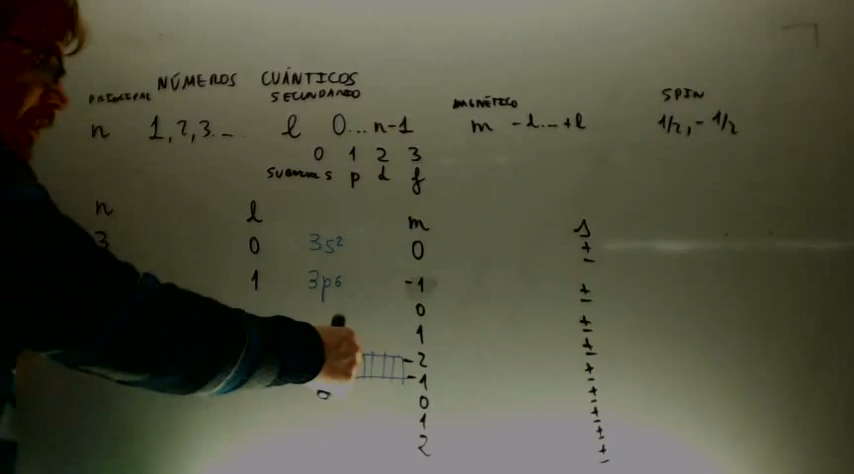 NÚMEROS CUÁNTICOS
PRINCIPAL SECUNDARIO MAGNÉTICO SPIN
n 1,2,3... l 0...n-1 m -l...+l 1/2, -1/2
0 1 2 3
s p d f
n l m s
3 0 3s² 0 ±
1 3p6 -1 ±
0 ±
1 ±
-2 ±
-1 ±
0 ±
1 ±
2 ±